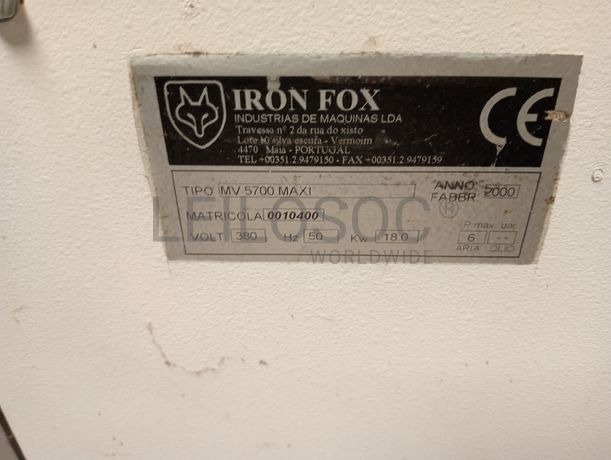 IRON FOX
INDUSTRIAS DE MAQUINAS LDA
Travesso nº 2 da rua do xisto
Lote 10 silva escura - Vermoim
4470 Maia - PORTUGAL
TEL +00351.2.9479150 - FAX +00351.2.9479159
CE
TIPO MV 5700 MAXI
ANNO FABBR 2000
MATRICOLA 0010400
VOLT 380 Hz 50 Kw 18.0
P max. bar
6 --
ARIA OLIO
LEILOSOC®
WORLDWIDE